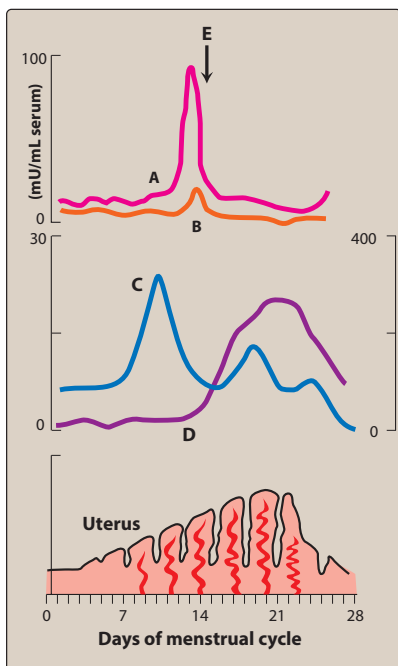 E
100
(mU/mL serum)
A
0
B
30
400
C
0
D
0
Uterus
0 7 14 21 28
Days of menstrual cycle